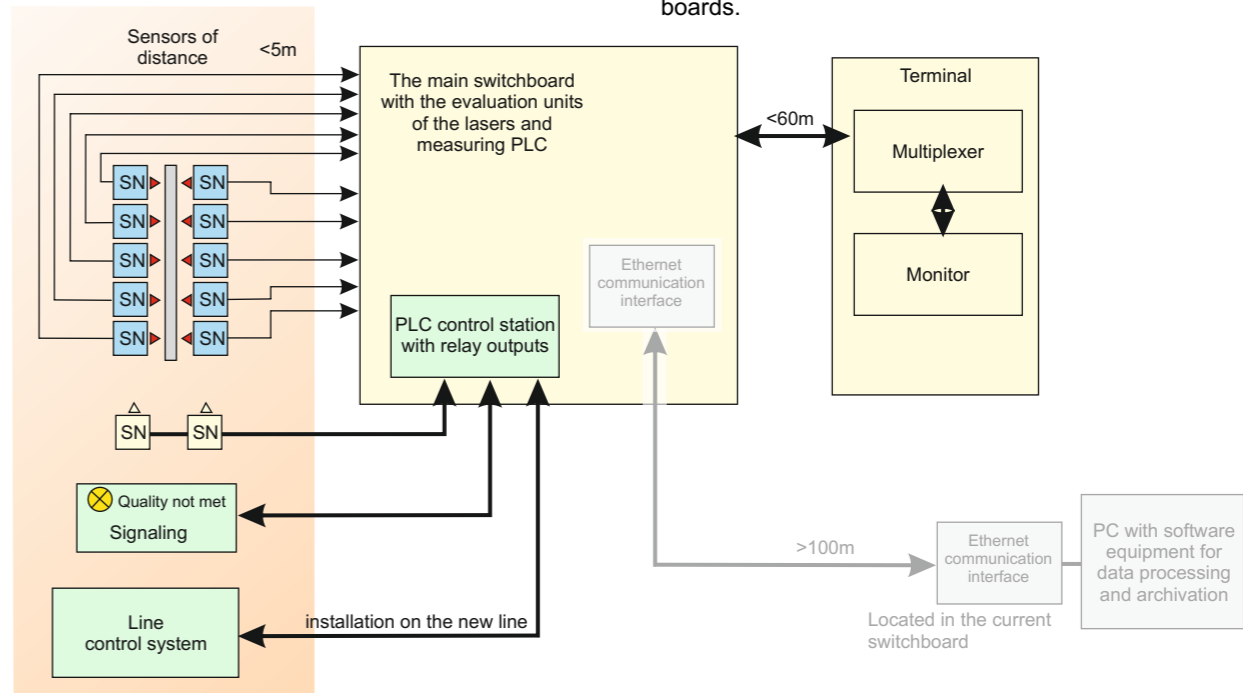 boards.
Sensors of
distance
<5m
The main switchboard
with the evaluation units
of the lasers and
measuring PLC
<60m
Terminal
Multiplexer
Monitor
SN SN
SN SN
SN SN
SN SN
SN SN
Ethernet
communication
interface
PLC control station
with relay outputs
SN SN
Quality not met
Signaling
Line
control system
installation on the new line
>100m
Ethernet
communication
interface
Located in the current
switchboard
PC with software
equipment for
data processing
and archivation